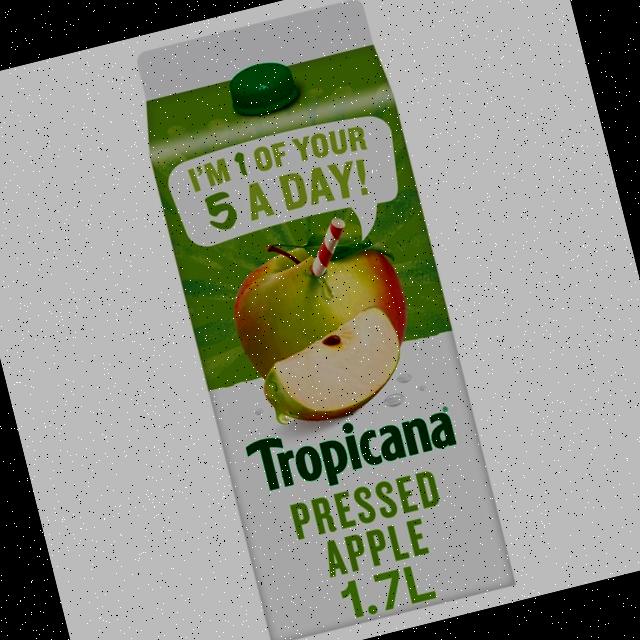 I'M 1 OF YOUR
5 A DAY!
Tropicana
PRESSED
APPLE
1.7L